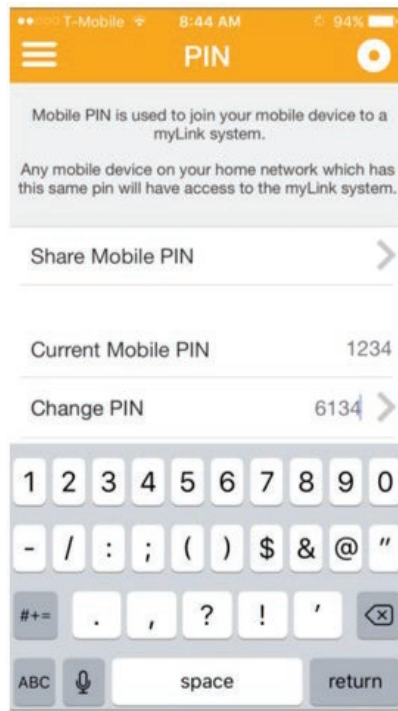 T-Mobile 8:44 AM 94%
PIN
Mobile PIN is used to join your mobile device to a
myLink system.
Any mobile device on your home network which has
this same pin will have access to the myLink system.
Share Mobile PIN
Current Mobile PIN 1234
Change PIN 6134
1 2 3 4 5 6 7 8 9 0
- / : ; ( ) $ & @ "
#+= . , ? ! '
ABC space return